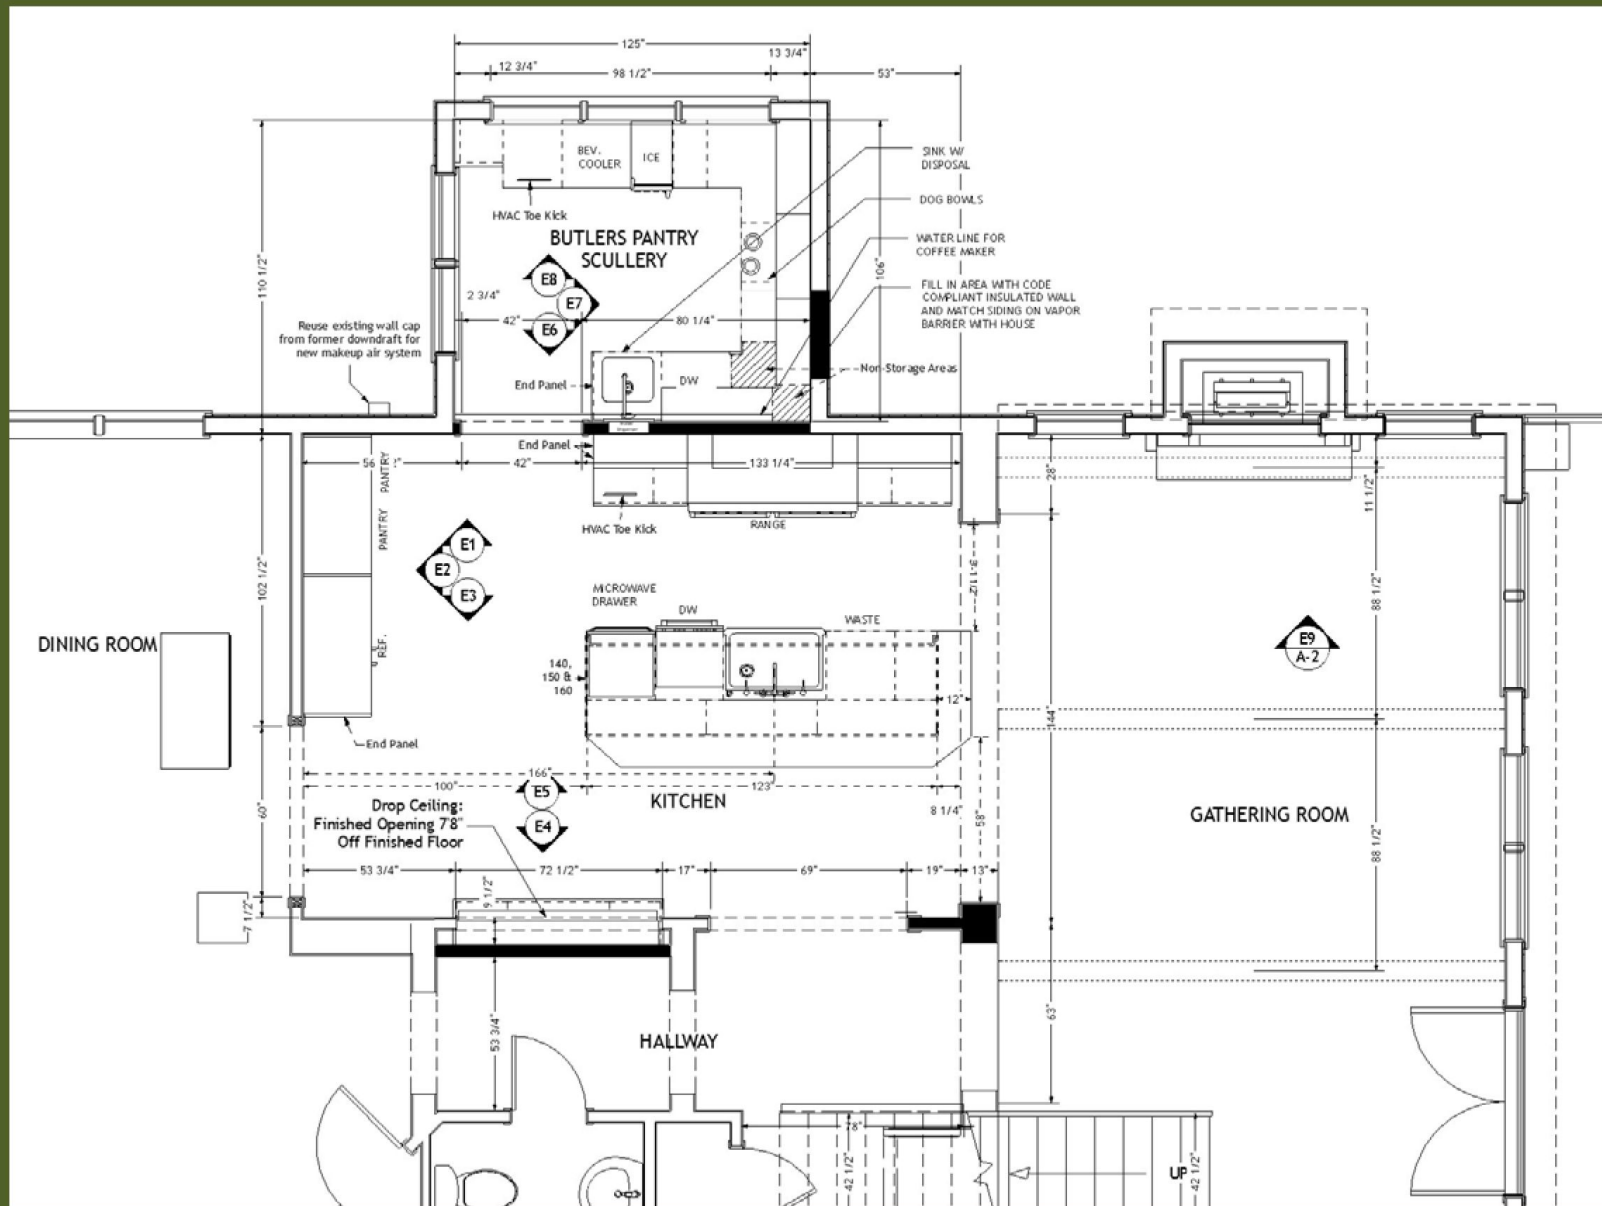 125"
13 3/4"
12 3/4"
98 1/2"
53"
BEV.
COOLER
ICE
SINK W/
DISPOSAL
HVAC Toe Kick
DOG BOWLS
BUTLERS PANTRY
SCULLERY
WATER LINE FOR
COFFEE MAKER
110 1/2"
106"
E8
E7
E6
2 3/4"
42"
80 1/4"
FILL IN AREA WITH CODE
COMPLIANT INSULATED WALL
AND MATCH SIDING ON VAPOR
BARRIER WITH HOUSE
Reuse existing wall cap
from former downdraft for
new makeup air system
End Panel
DW
Non-Storage Areas
End Panel
56
42"
133 1/4"
28"
11 1/2"
PANTRY
PANTRY
HVAC Toe Kick
RANGE
E1
E2
E3
102 1/2"
88 1/2"
MICROWAVE
DRAWER
DW
WASTE
DINING ROOM
REF.
E9
A-2
140,
150 &
160
12"
144"
End Panel
166"
100"
123"
E5
E4
KITCHEN
8 1/4"
58"
60"
Drop Ceiling:
Finished Opening 7'8"
Off Finished Floor
GATHERING ROOM
88 1/2"
53 3/4"
72 1/2"
17"
69"
19"
13"
9 1/2"
7 1/2"
53 3/4"
HALLWAY
63"
78"
42 1/2"
UP
42 1/2"